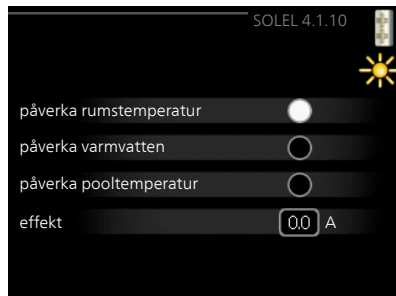 SOLEL 4.1.10
påverka rumstemperatur
påverka varmvatten
påverka pooltemperatur
effekt 0.0 A